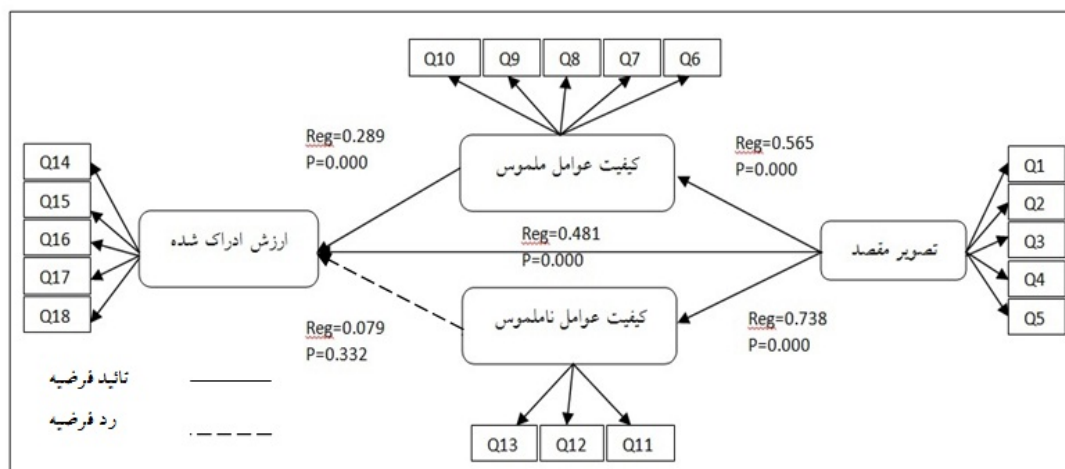 Q10 Q9 Q8 Q7 Q6
Reg=0.289
P=0.000
کیفیت عوامل ملموس
Reg=0.565
P=0.000
Q14
Q15
Q16
Q17
Q18
ارزش ادراک شده
Reg=0.481
P=0.000
تصویر مقصد
Q1
Q2
Q3
Q4
Q5
Reg=0.079
P=0.332
کیفیت عوامل ناملموس
Reg=0.738
P=0.000
تائید فرضیه
رد فرضیه
Q13 Q12 Q11